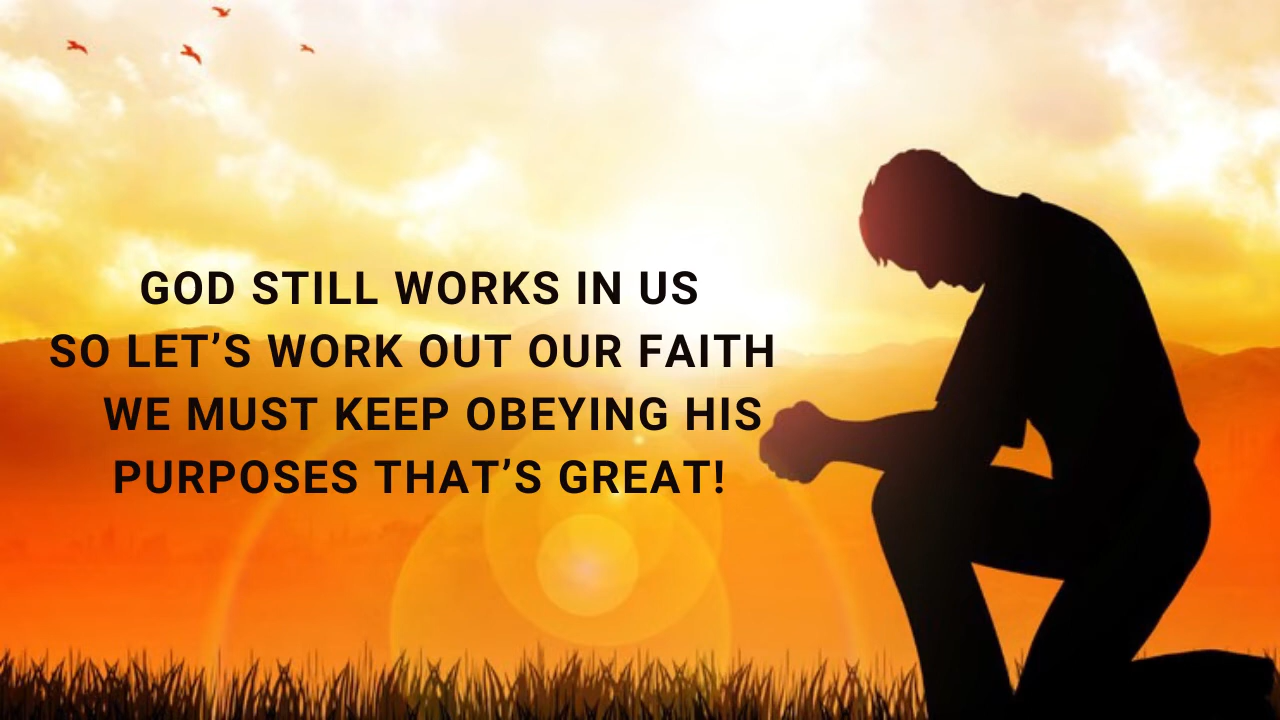 GOD STILL WORKS IN US
SO LET’S WORK OUT OUR FAITH
WE MUST KEEP OBEYING HIS
PURPOSES THAT’S GREAT!